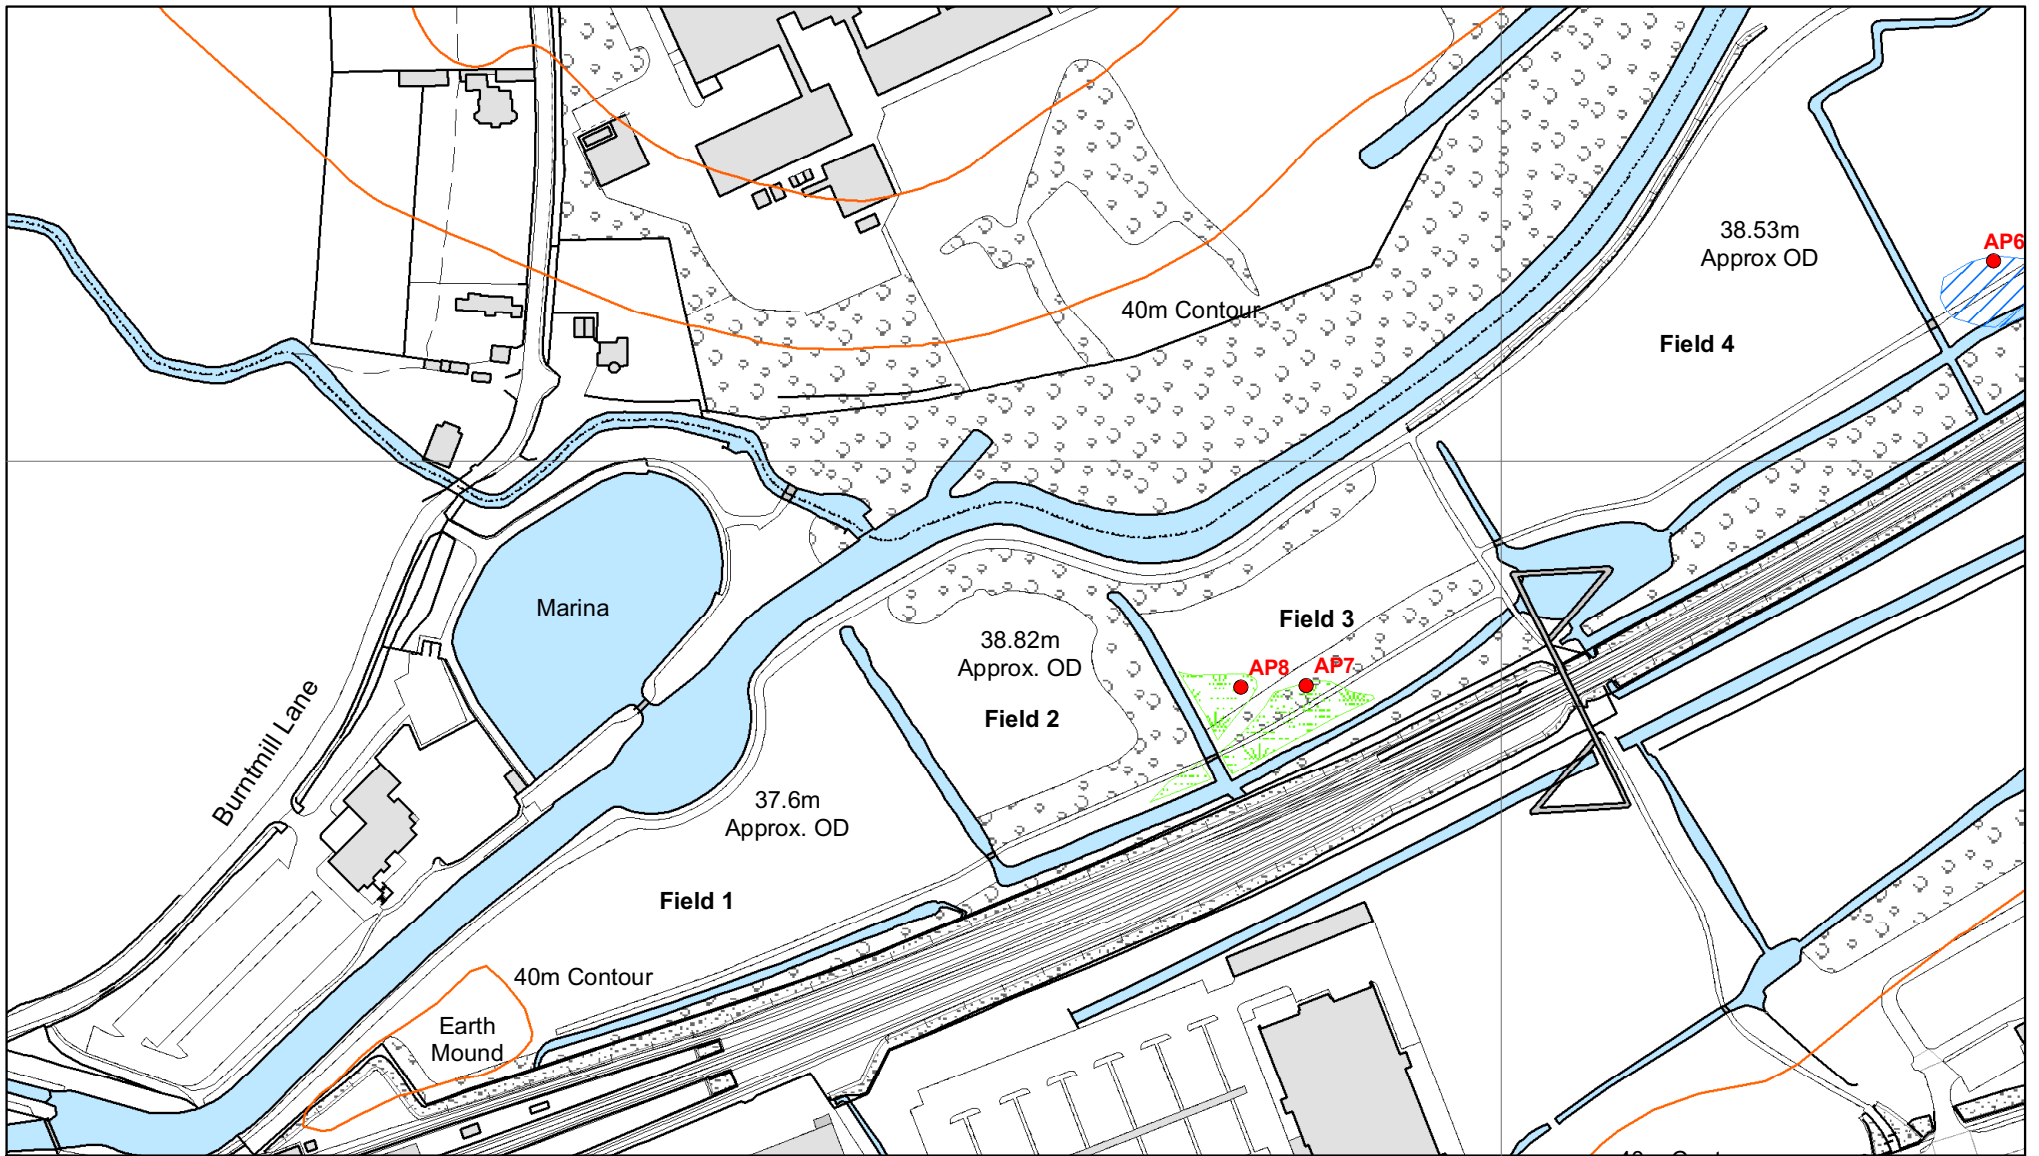 38.53m
Approx OD
AP6
40m Contour
Field 4
Marina
Field 3
38.82m
Approx. OD
AP8
AP7
Field 2
Burntmill Lane
37.6m
Approx. OD
Field 1
40m Contour
Earth
Mound